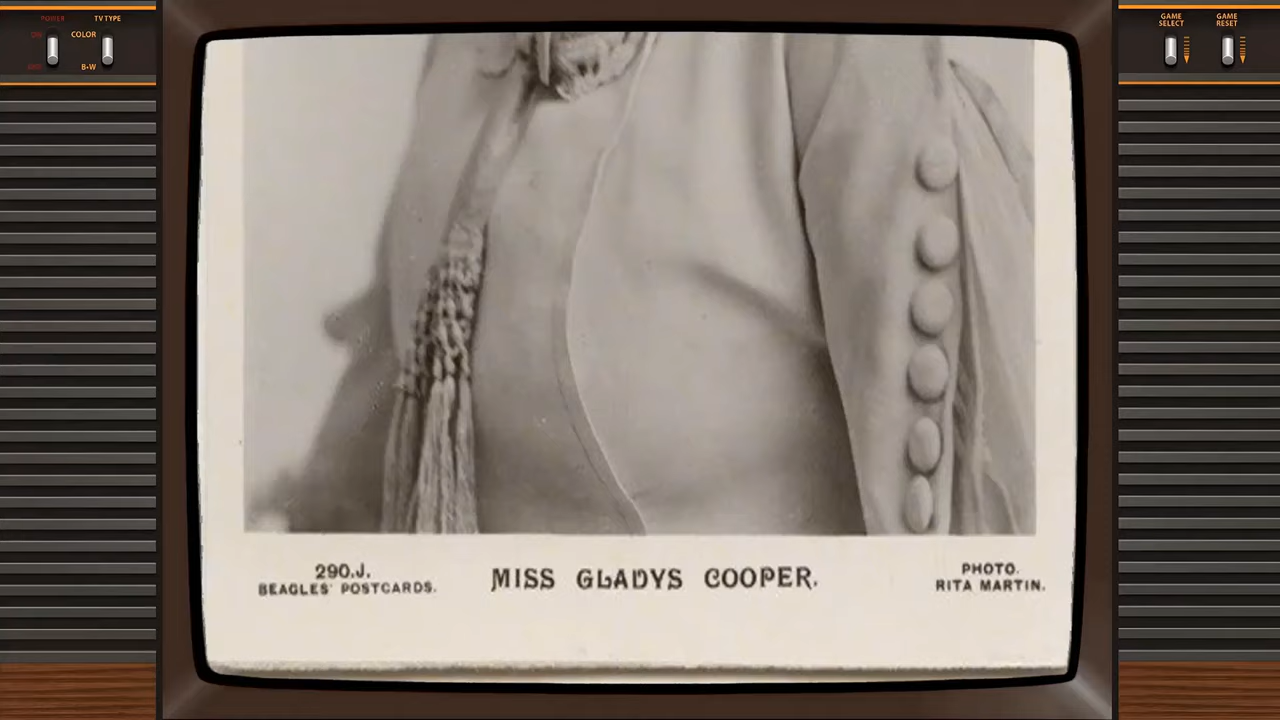 POWER
TV TYPE
COLOR
B•W
GAME
SELECT
GAME
RESET
290.J.
BEAGLES' POSTCARDS.
MISS GLADYS COOPER.
PHOTO.
RITA MARTIN.